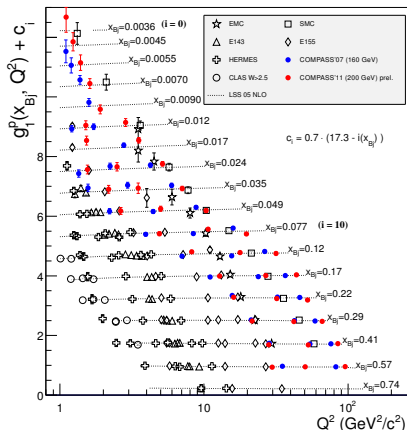 g₁ᵖ(x_Bj, Q²) + c_i
x_Bj=0.0036 (i = 0)
x_Bj=0.0045
x_Bj=0.0055
x_Bj=0.0070
x_Bj=0.0090
x_Bj=0.012
x_Bj=0.017
x_Bj=0.024
x_Bj=0.035
x_Bj=0.049
x_Bj=0.077 (i = 10)
x_Bj=0.12
x_Bj=0.17
x_Bj=0.22
x_Bj=0.29
x_Bj=0.41
x_Bj=0.57
x_Bj=0.74
EMC SMC
E143 E155
HERMES COMPASS'07 (160 GeV)
CLAS W>2.5 COMPASS'11 (200 GeV) prel.
LSS 05 NLO
c_i = 0.7 · (17.3 - i(x_Bj) )
8
6
4
2
0
1 10 10²
Q² (GeV²/c²)